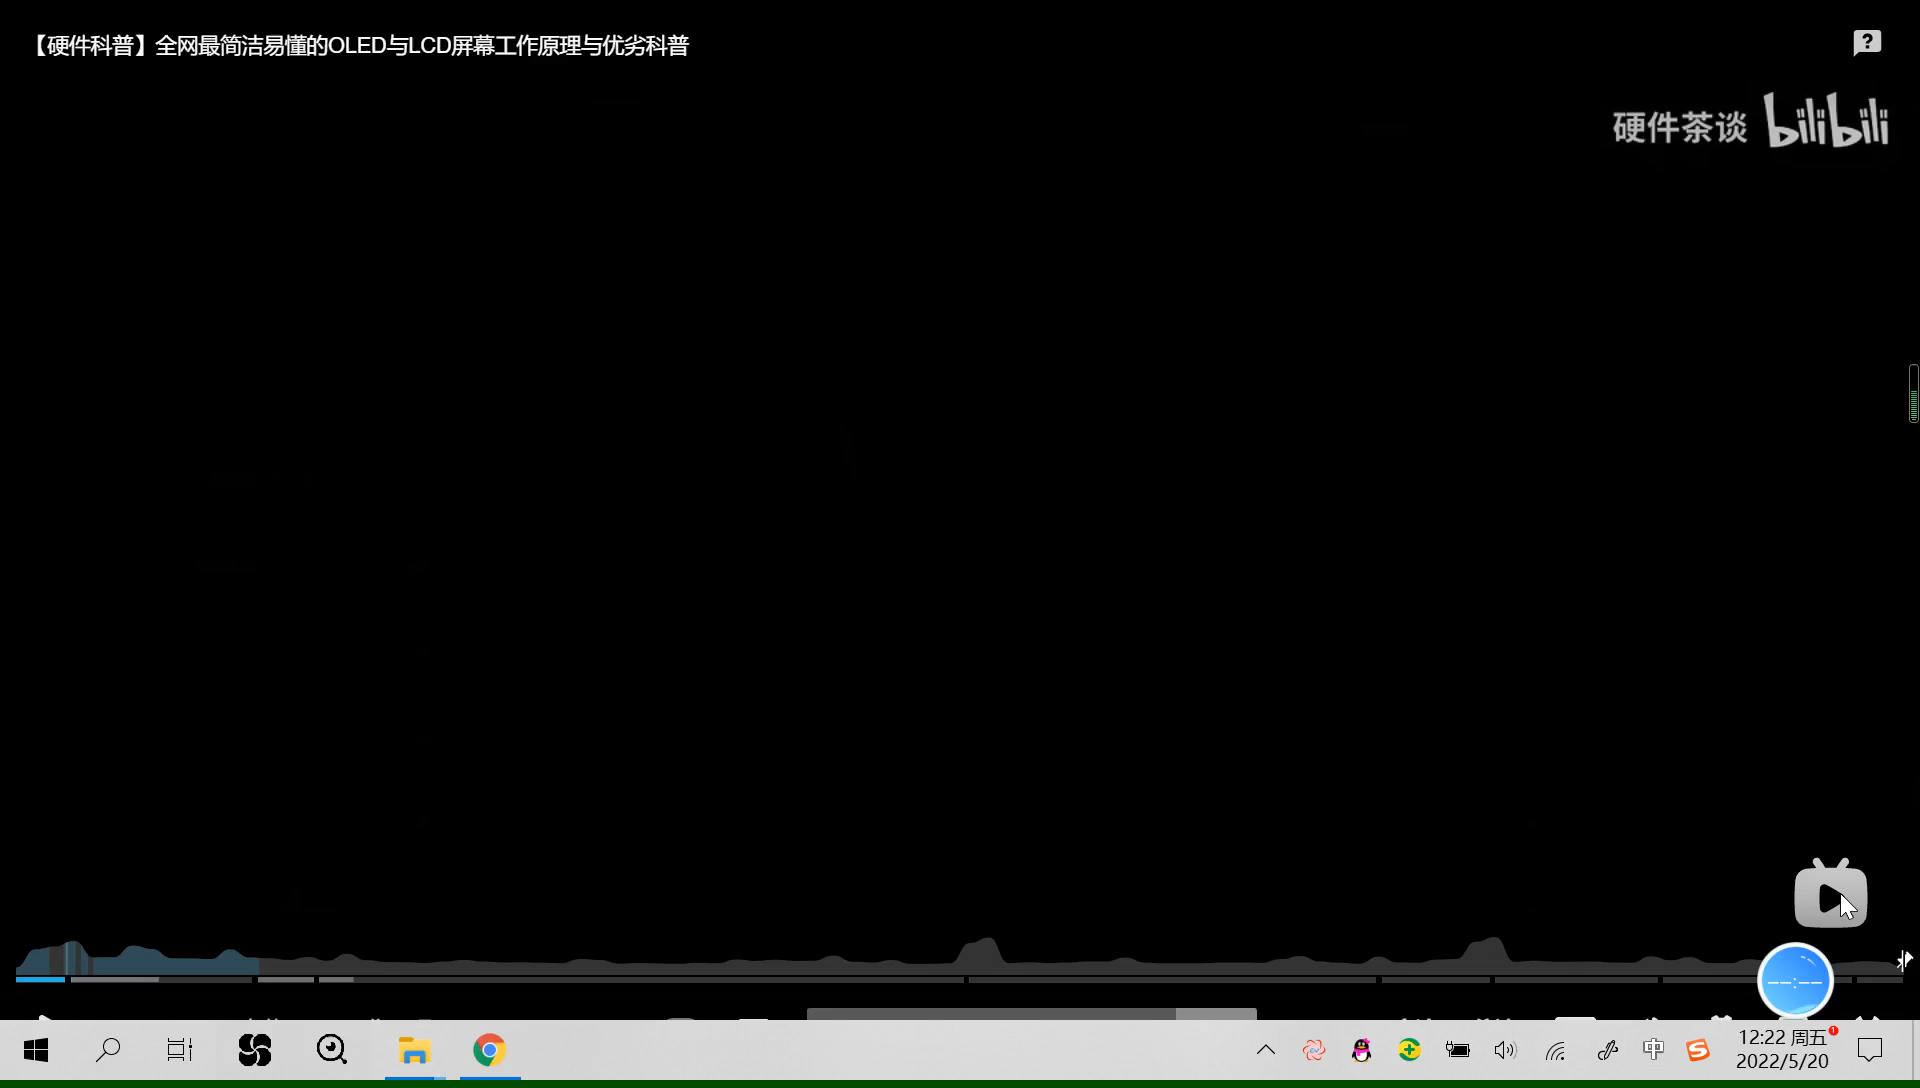 【硬件科普】全网最简洁易懂的OLED与LCD屏幕工作原理与优劣科普
硬件茶谈 bilibili
--:--
中
12:22 周五
2022/5/20